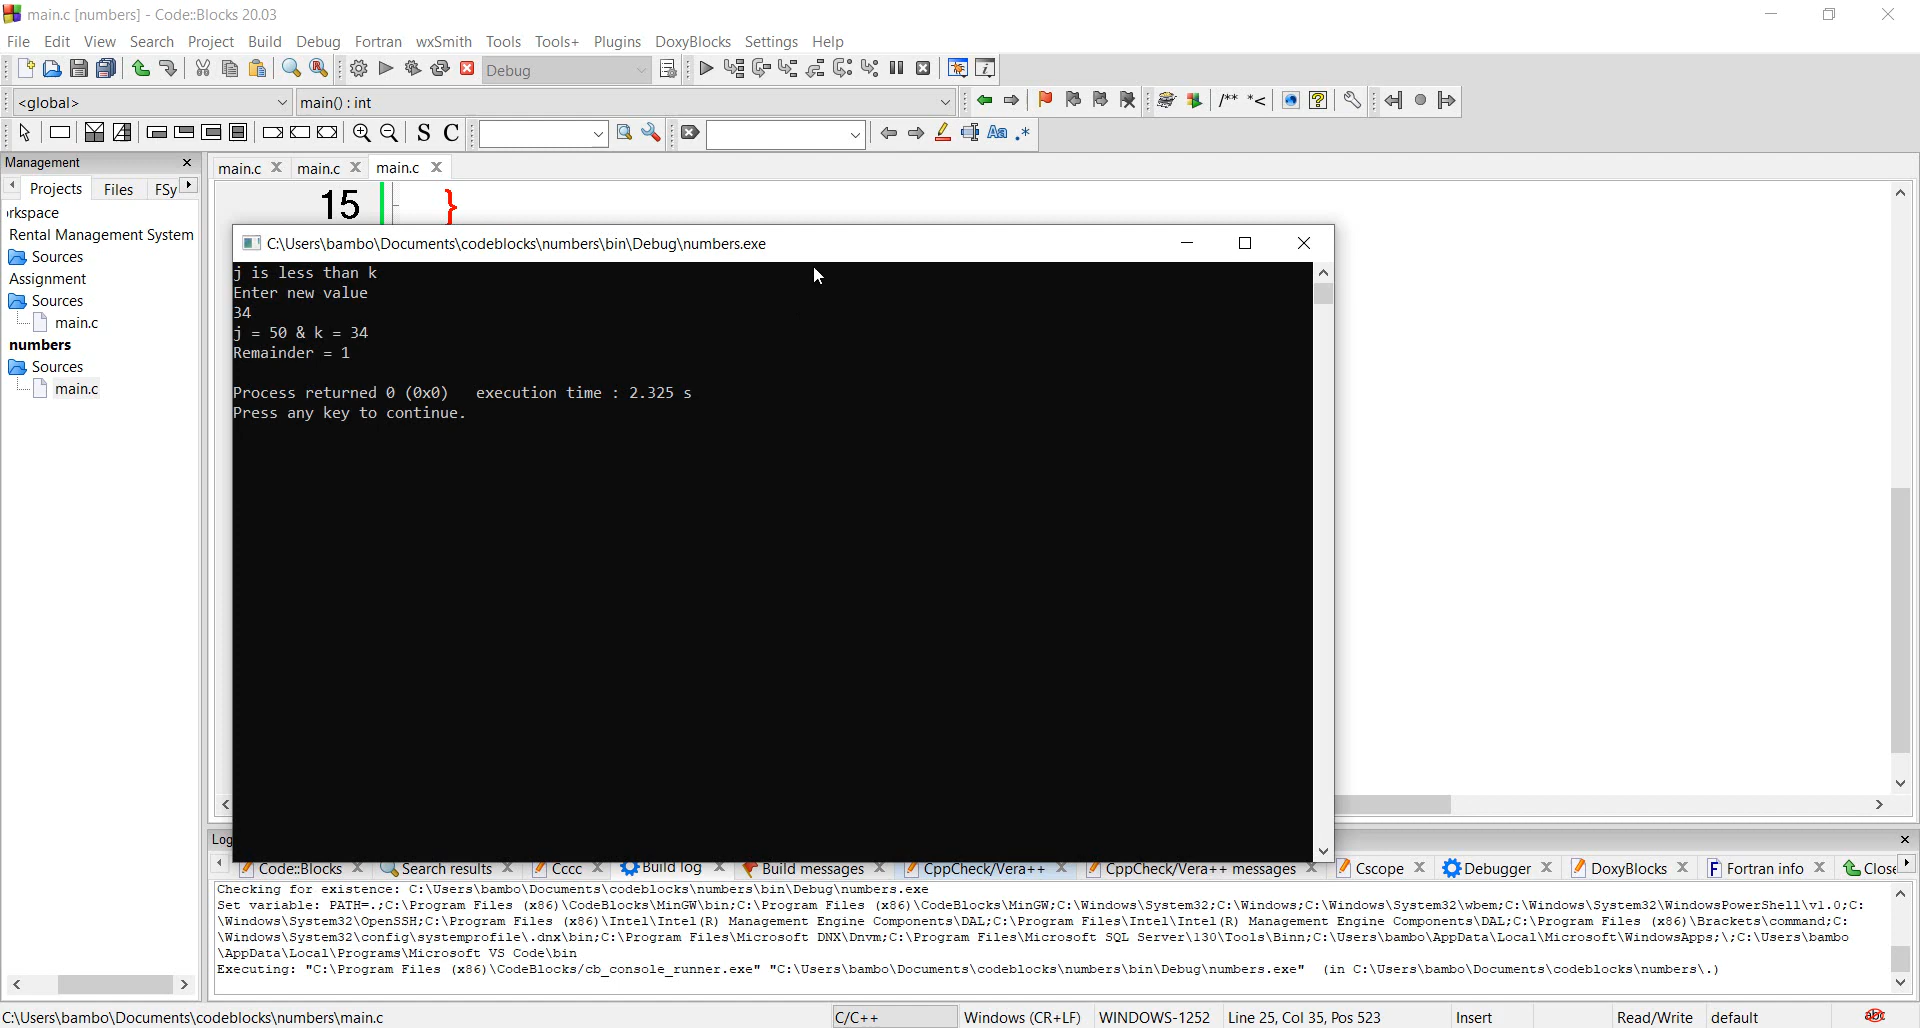 main.c [numbers] - Code::Blocks 20.03
File Edit View Search Project Build Debug Fortran wxSmith Tools Tools+ Plugins DoxyBlocks Settings Help
Debug
<global> main() : int /** *<
S C Aa .*
Management
main.c main.c main.c
Projects Files FSy
15 }
rkspace
Rental Management System
Sources
Assignment
Sources
main.c
numbers
Sources
main.c
C:\Users\bambo\Documents\codeblocks\numbers\bin\Debug\numbers.exe
j is less than k
Enter new value
34
j = 50 & k = 34
Remainder = 1
Process returned 0 (0x0) execution time : 2.325 s
Press any key to continue.
Log
Code::Blocks Search results Cccc Build log Build messages CppCheck/Vera++ CppCheck/Vera++ messages Cscope Debugger DoxyBlocks Fortran info Close
Checking for existence: C:\Users\bambo\Documents\codeblocks\numbers\bin\Debug\numbers.exe
Set variable: PATH=.;C:\Program Files (x86)\CodeBlocks\MinGW\bin;C:\Program Files (x86)\CodeBlocks\MinGW;C:\Windows\System32;C:\Windows;C:\Windows\System32\wbem;C:\Windows\System32\WindowsPowerShell\v1.0;C:
\Windows\System32\OpenSSH;C:\Program Files (x86)\Intel\Intel(R) Management Engine Components\DAL;C:\Program Files\Intel\Intel(R) Management Engine Components\DAL;C:\Program Files (x86)\Brackets\command;C:
\Windows\System32\config\systemprofile\.dnx\bin;C:\Program Files\Microsoft DNX\Dnvm;C:\Program Files\Microsoft SQL Server\130\Tools\Binn;C:\Users\bambo\AppData\Local\Microsoft\WindowsApps;\;C:\Users\bambo
\AppData\Local\Programs\Microsoft VS Code\bin
Executing: "C:\Program Files (x86)\CodeBlocks/cb_console_runner.exe" "C:\Users\bambo\Documents\codeblocks\numbers\bin\Debug\numbers.exe" (in C:\Users\bambo\Documents\codeblocks\numbers\.)
C:\Users\bambo\Documents\codeblocks\numbers\main.c C/C++ Windows (CR+LF) WINDOWS-1252 Line 25, Col 35, Pos 523 Insert Read/Write default abc